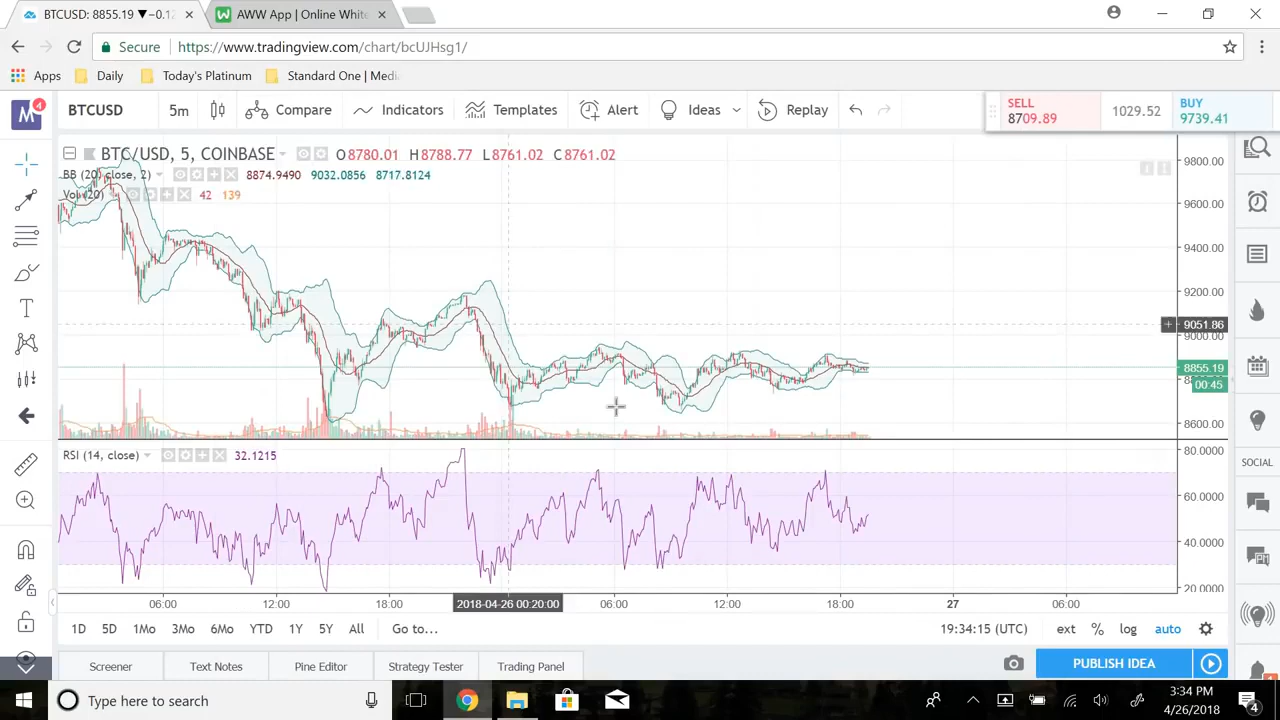 BTCUSD: 8855.19 ▼−0.12
AWW App | Online White
Secure https://www.tradingview.com/chart/bcUJHsg1/
Apps Daily Today's Platinum Standard One | Medi
M 4 BTCUSD 5m Compare Indicators Templates Alert Ideas Replay
SELL 8709.89 1029.52 BUY 9739.41
BTC/USD, 5, COINBASE O8780.01 H8788.77 L8761.02 C8761.02
BB (20, close, 2) 8874.9490 9032.0856 8717.8124
Vol (20) 42 139
9800.00
9600.00
9400.00
9200.00
9051.86
9000.00
8855.19
00:45
8600.00
RSI (14, close) 32.1215
80.0000
60.0000
40.0000
20.0000
06:00 12:00 18:00 2018-04-26 00:20:00 06:00 12:00 18:00 27 06:00
1D 5D 1Mo 3Mo 6Mo YTD 1Y 5Y All Go to... 19:34:15 (UTC) ext % log auto
SOCIAL
Screener Text Notes Pine Editor Strategy Tester Trading Panel PUBLISH IDEA
Type here to search
3:34 PM
4/26/2018
4